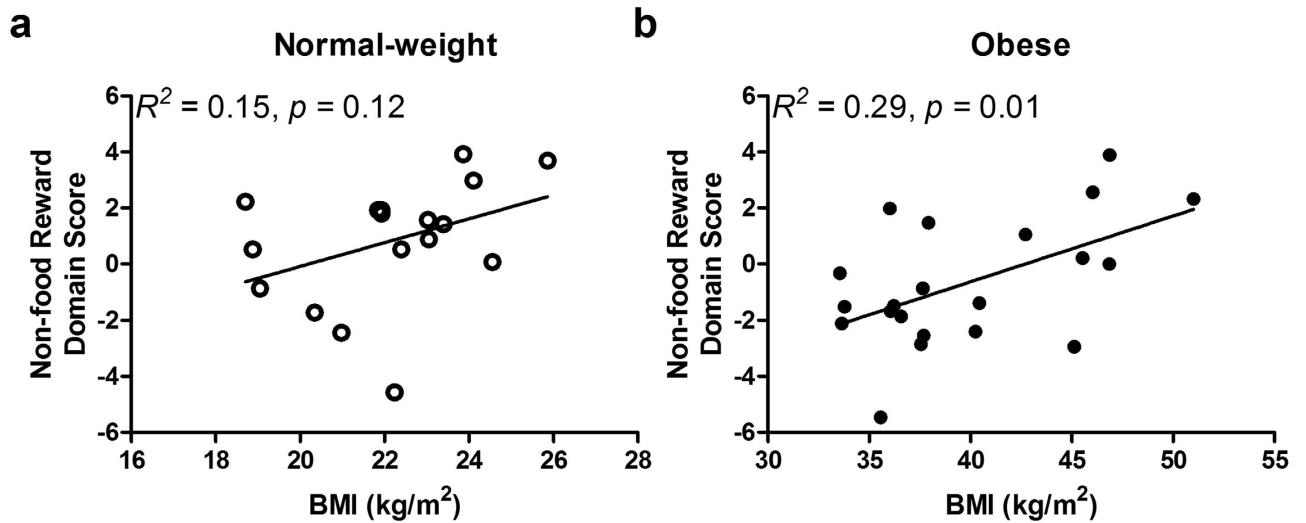 a
Normal-weight
R² = 0.15, p = 0.12
Non-food Reward
Domain Score
6
4
2
0
-2
-4
-6
16
18
20
22
24
26
28
BMI (kg/m²)
b
Obese
R² = 0.29, p = 0.01
Non-food Reward
Domain Score
6
4
2
0
-2
-4
-6
30
35
40
45
50
55
BMI (kg/m²)